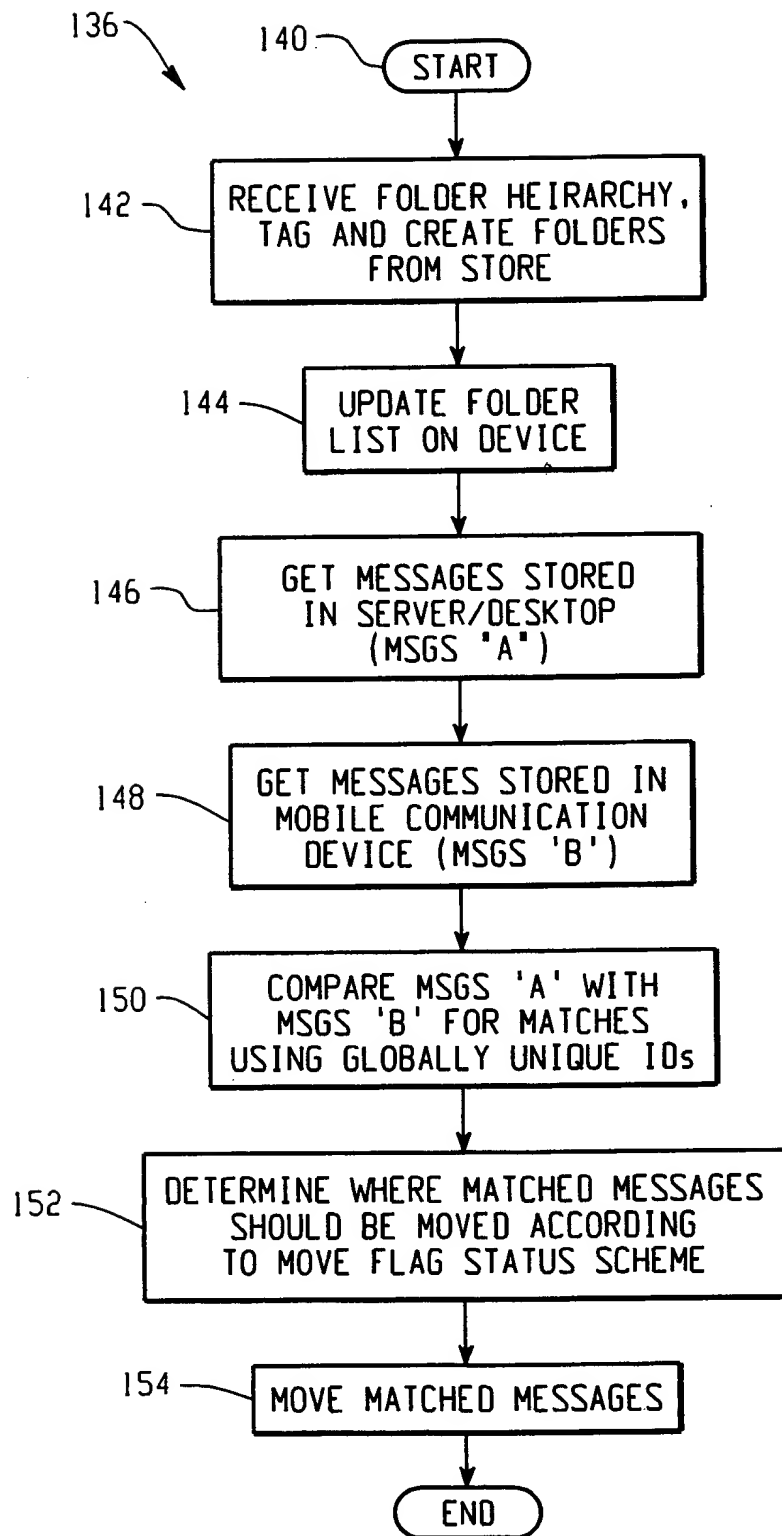 136
140
START
142
RECEIVE FOLDER HEIRARCHY,
TAG AND CREATE FOLDERS
FROM STORE
144
UPDATE FOLDER
LIST ON DEVICE
146
GET MESSAGES STORED
IN SERVER/DESKTOP
(MSGS "A")
148
GET MESSAGES STORED IN
MOBILE COMMUNICATION
DEVICE (MSGS 'B')
150
COMPARE MSGS 'A' WITH
MSGS 'B' FOR MATCHES
USING GLOBALLY UNIQUE IDs
152
DETERMINE WHERE MATCHED MESSAGES
SHOULD BE MOVED ACCORDING
TO MOVE FLAG STATUS SCHEME
154
MOVE MATCHED MESSAGES
END